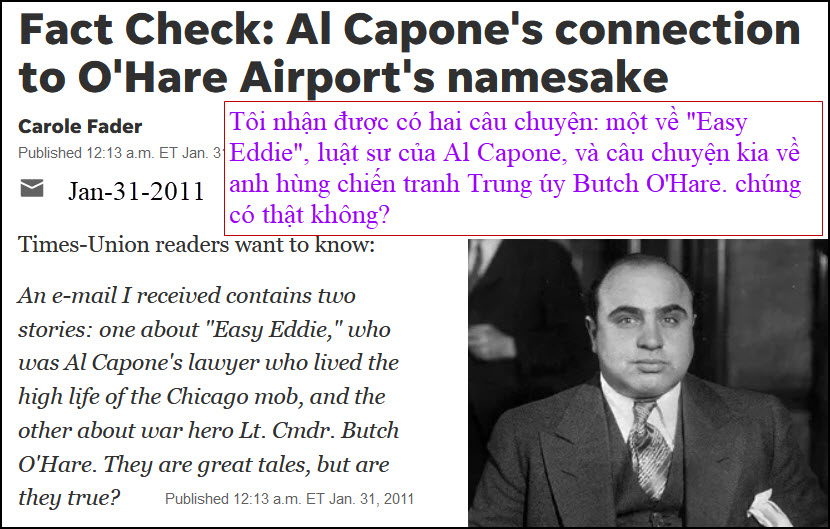 Fact Check: Al Capone's connection
to O'Hare Airport's namesake
Carole Fader
Published 12:13 a.m. ET Jan. 31
Jan-31-2011
Tôi nhận được có hai câu chuyện: một về "Easy
Eddie", luật sư của Al Capone, và câu chuyện kia về
anh hùng chiến tranh Trung úy Butch O'Hare. chúng
có thật không?
Times-Union readers want to know:
An e-mail I received contains two
stories: one about "Easy Eddie," who
was Al Capone's lawyer who lived the
high life of the Chicago mob, and the
other about war hero Lt. Cmdr. Butch
O'Hare. They are great tales, but are
they true?
Published 12:13 a.m. ET Jan. 31, 2011